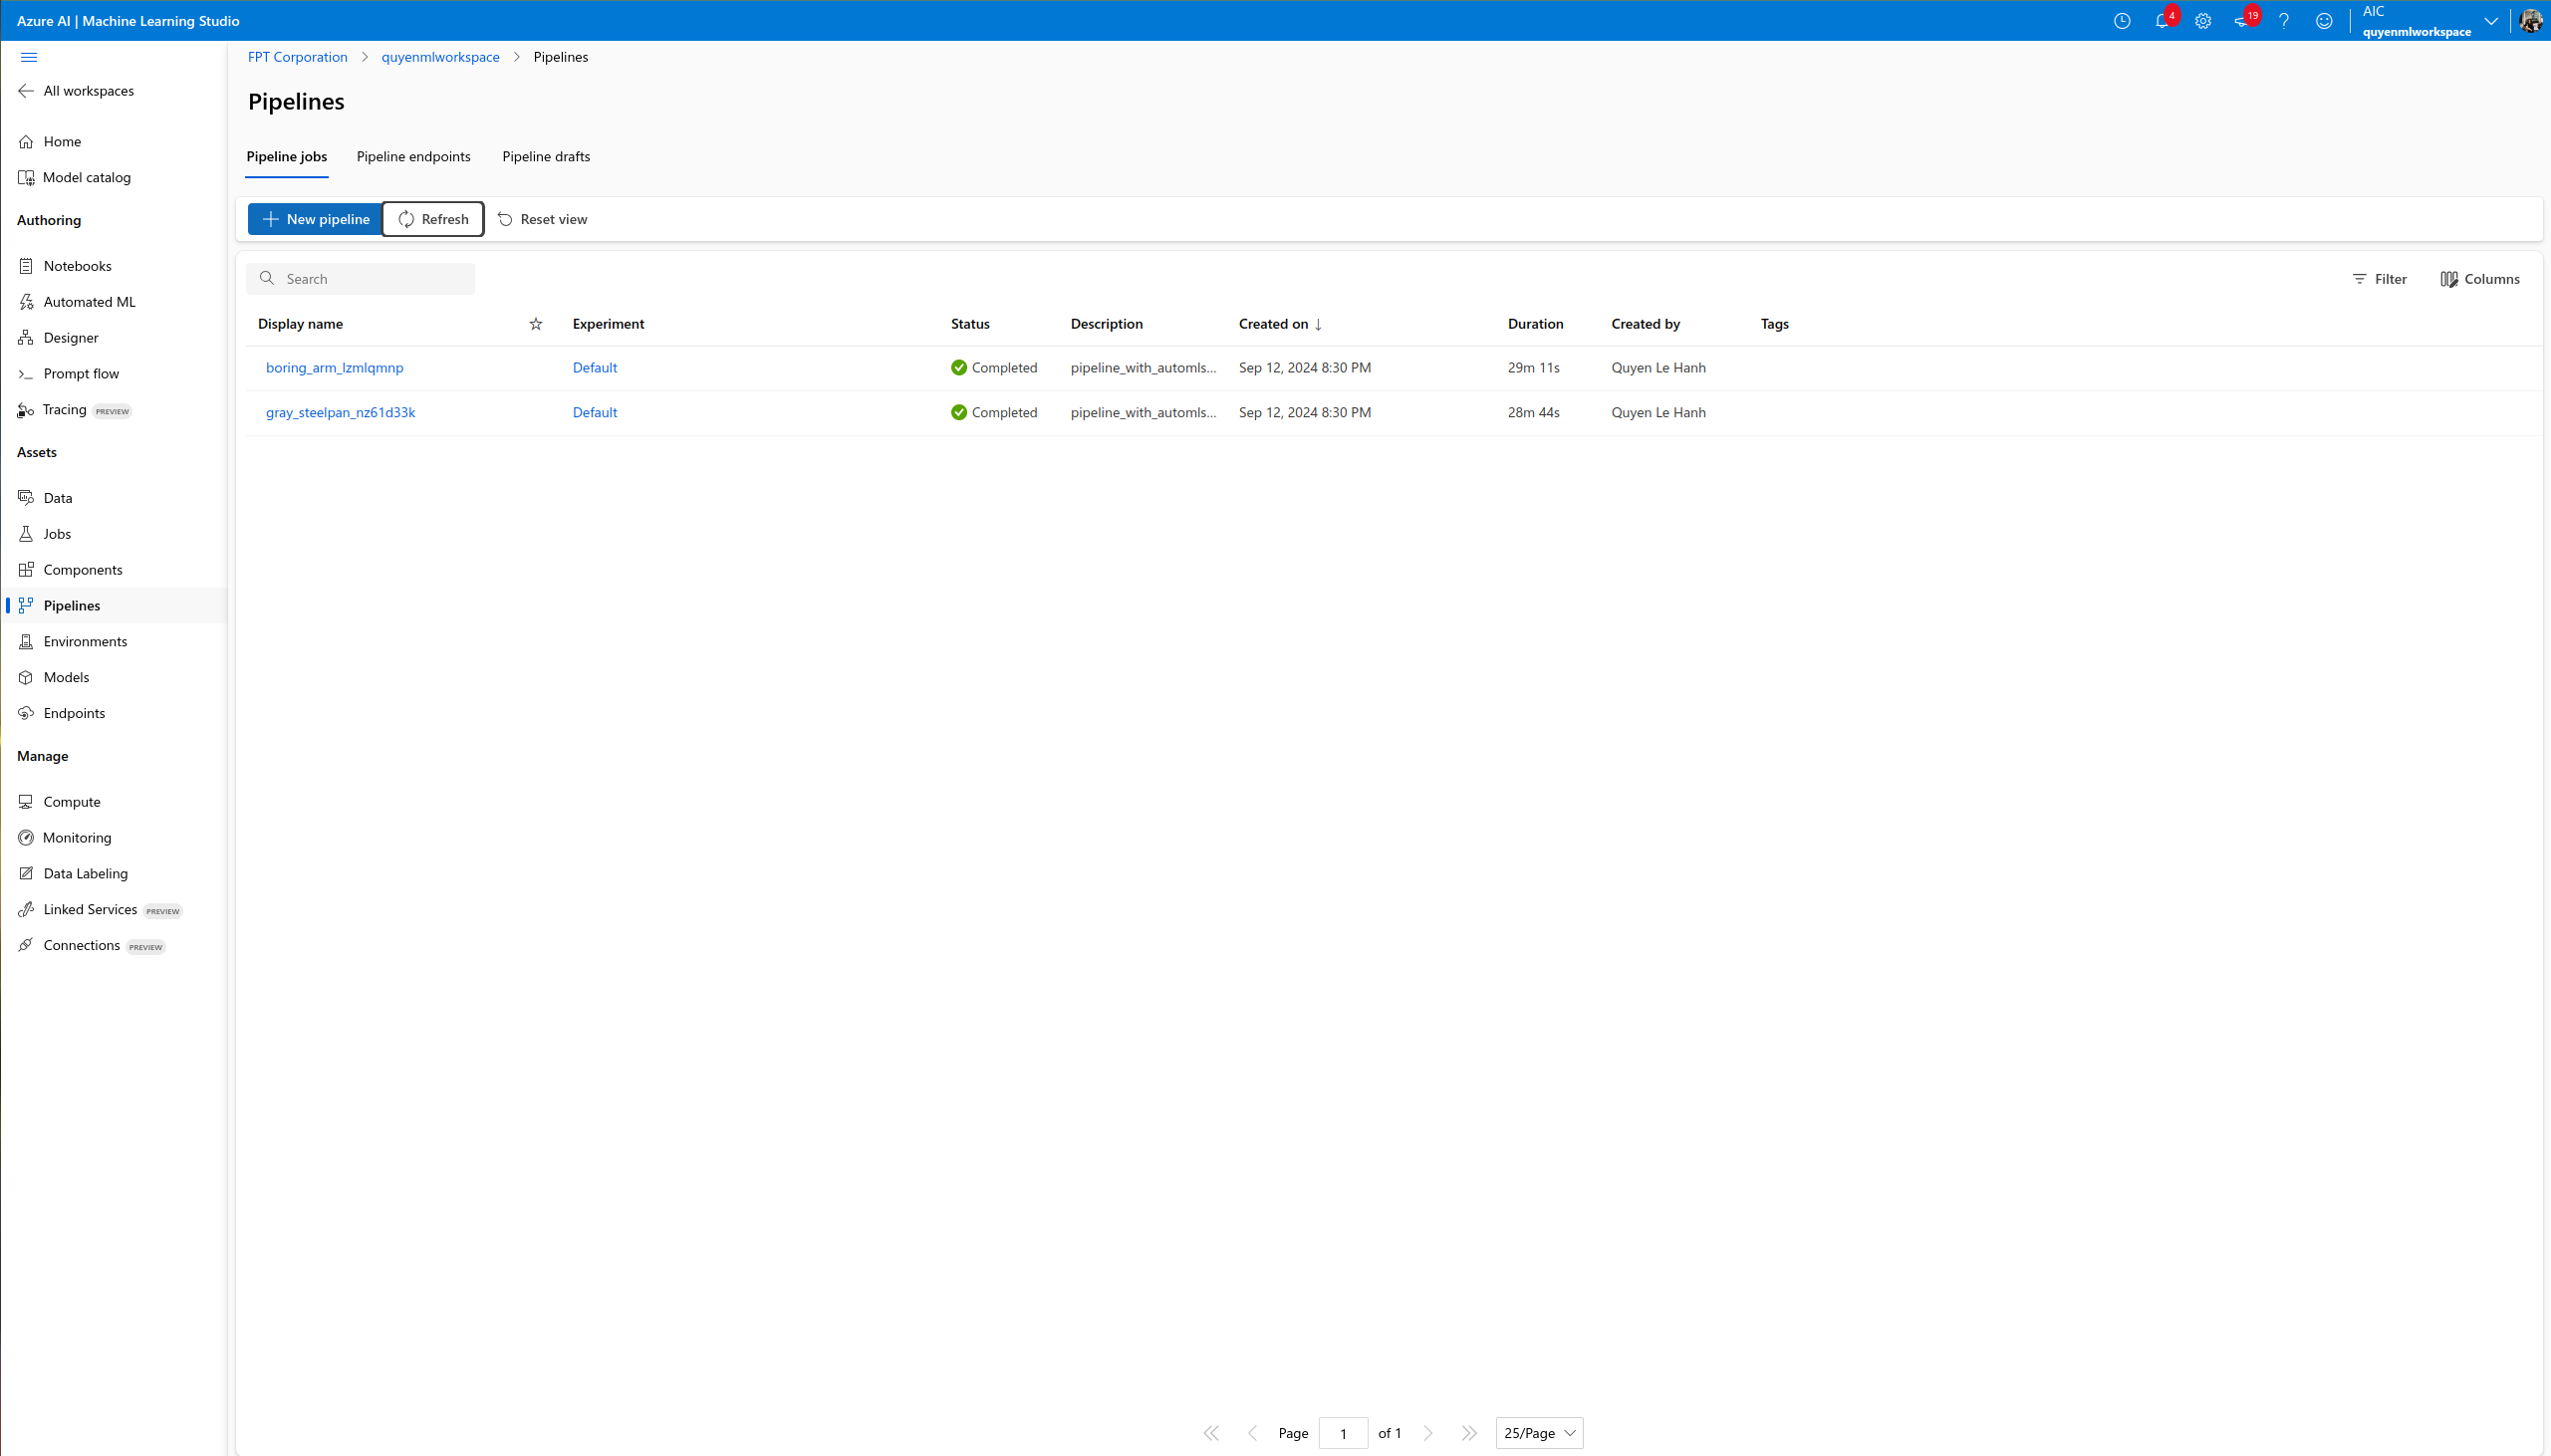 Azure AI | Machine Learning Studio
4
19
AIC
quyenmlworkspace
All workspaces
Home
Model catalog
Authoring
Notebooks
Automated ML
Designer
Prompt flow
Tracing PREVIEW
Assets
Data
Jobs
Components
Pipelines
Environments
Models
Endpoints
Manage
Compute
Monitoring
Data Labeling
Linked Services PREVIEW
Connections PREVIEW
FPT Corporation > quyenmlworkspace > Pipelines
Pipelines
Pipeline jobs Pipeline endpoints Pipeline drafts
New pipeline Refresh Reset view
Search Filter Columns
Display name Experiment Status Description Created on ↓ Duration Created by Tags
boring_arm_lzmlqmnp Default Completed pipeline_with_automls... Sep 12, 2024 8:30 PM 29m 11s Quyen Le Hanh
gray_steelpan_nz61d33k Default Completed pipeline_with_automls... Sep 12, 2024 8:30 PM 28m 44s Quyen Le Hanh
Page 1 of 1 25/Page